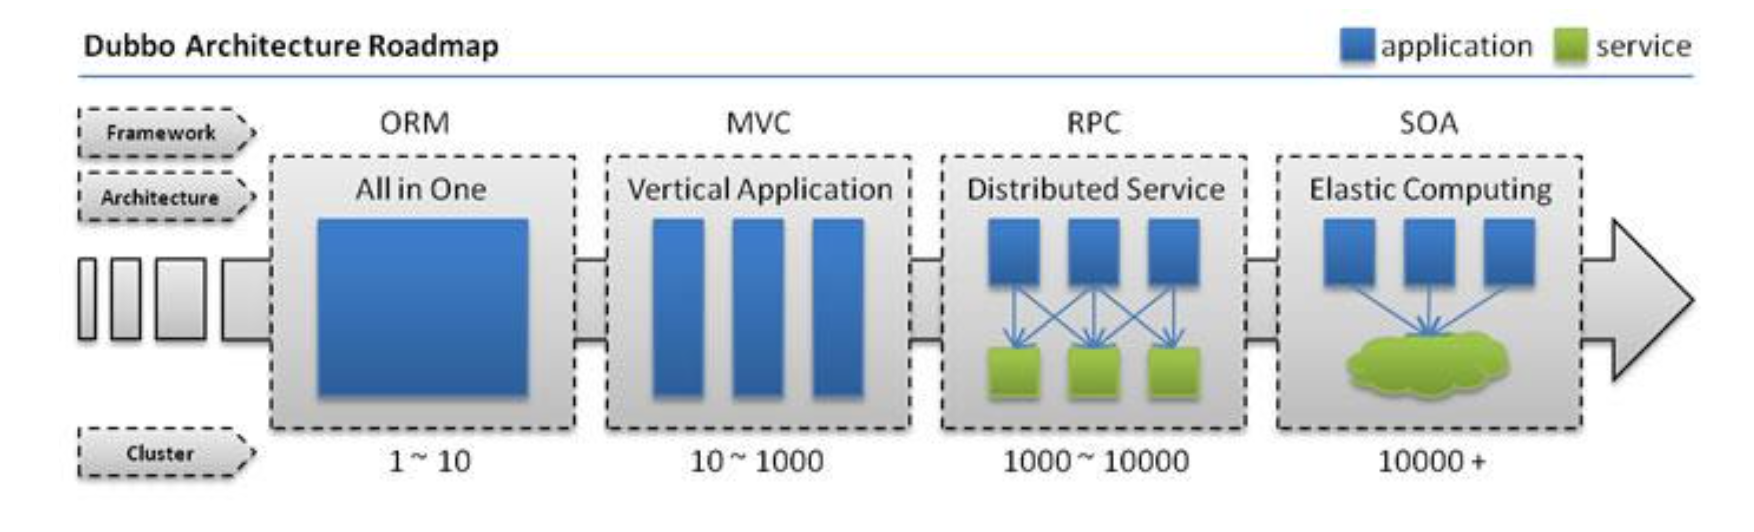 Dubbo Architecture Roadmap
application
service
Framework
ORM
MVC
RPC
SOA
Architecture
All in One
Vertical Application
Distributed Service
Elastic Computing
Cluster
1 ~ 10
10 ~ 1000
1000 ~ 10000
10000 +